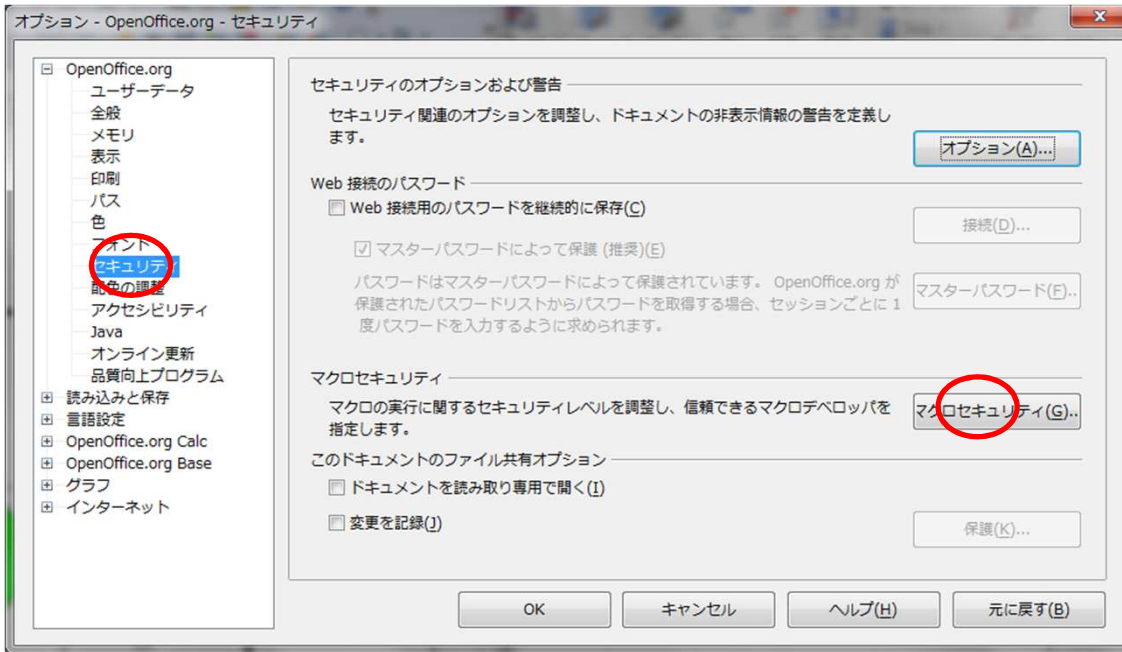 オプション - OpenOffice.org - セキュリティ
OpenOffice.org
ユーザーデータ
全般
メモリ
表示
印刷
パス
色
フォント
セキュリティ
配色の調整
アクセシビリティ
Java
オンライン更新
品質向上プログラム
読み込みと保存
言語設定
OpenOffice.org Calc
OpenOffice.org Base
グラフ
インターネット
セキュリティのオプションおよび警告
セキュリティ関連のオプションを調整し、ドキュメントの非表示情報の警告を定義し
ます。
オプション(A)...
Web 接続のパスワード
Web 接続用のパスワードを継続的に保存(C)
接続(D)...
マスターパスワードによって保護 (推奨)(E)
パスワードはマスターパスワードによって保護されています。 OpenOffice.org が
保護されたパスワードリストからパスワードを取得する場合、セッションごとに 1
度パスワードを入力するように求められます。
マスターパスワード(F)..
マクロセキュリティ
マクロの実行に関するセキュリティレベルを調整し、信頼できるマクロデベロッパを
指定します。
マクロセキュリティ(G)..
このドキュメントのファイル共有オプション
ドキュメントを読み取り専用で開く(I)
変更を記録(J)
保護(K)...
OK
キャンセル
ヘルプ(H)
元に戻す(B)